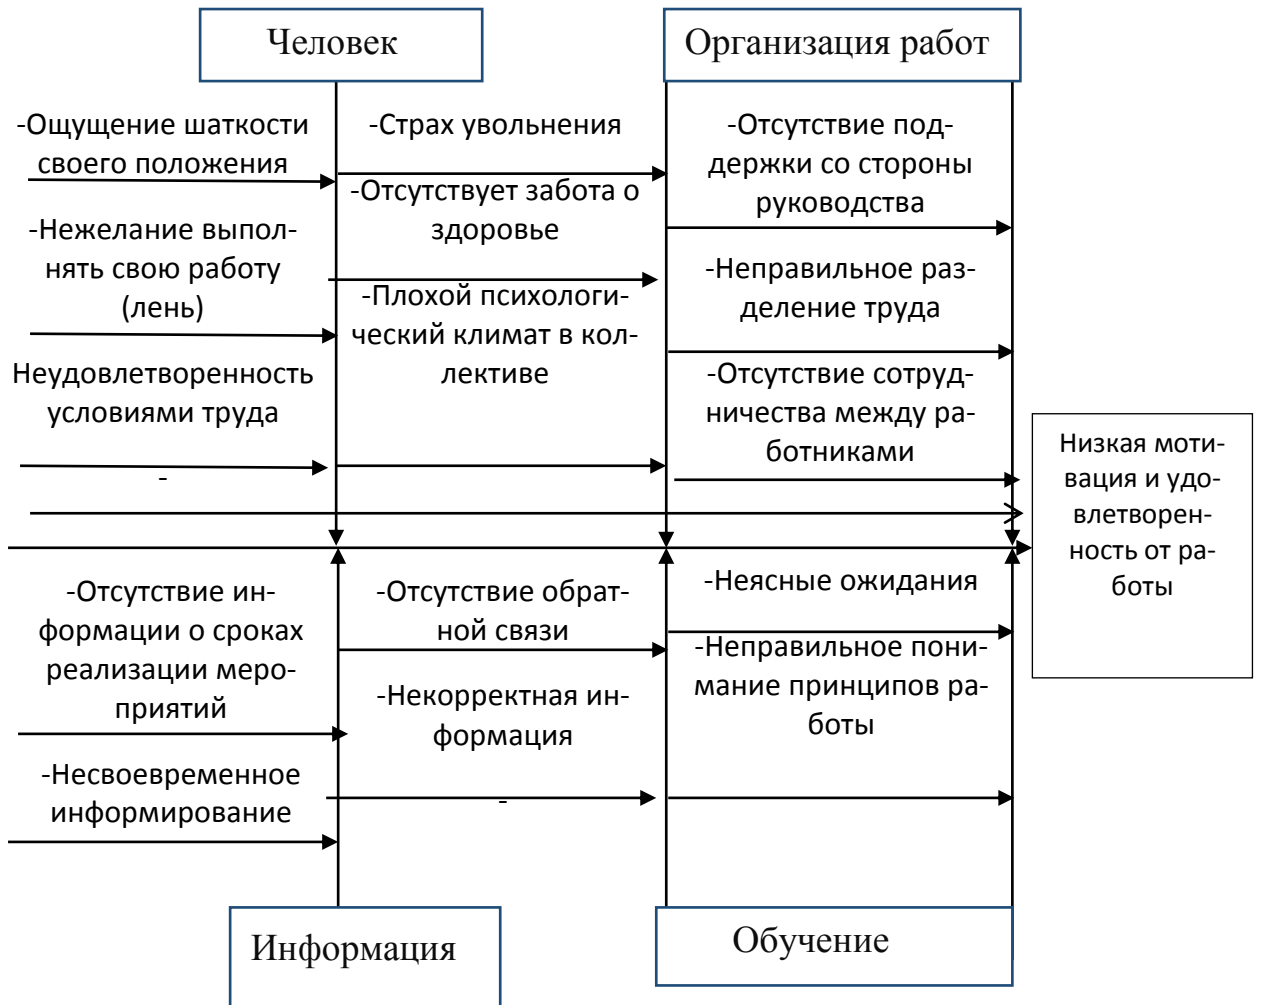 Человек
Организация работ
-Ощущение шаткости
своего положения
-Нежелание выпол-
нять свою работу
(лень)
Неудовлетворенность
условиями труда
-
-Страх увольнения
-Отсутствует забота о
здоровье
-Плохой психологи-
ческий климат в кол-
лективе
-Отсутствие под-
держки со стороны
руководства
-Неправильное раз-
деление труда
-Отсутствие сотруд-
ничества между ра-
ботниками
Низкая моти-
вация и удо-
влетворен-
ность от ра-
боты
-Отсутствие ин-
формации о сроках
реализации меро-
приятий
-Несвоевременное
информирование
-Отсутствие обрат-
ной связи
-Некорректная ин-
формация
-
-Неясные ожидания
-Неправильное пони-
мание принципов ра-
боты
Информация
Обучение